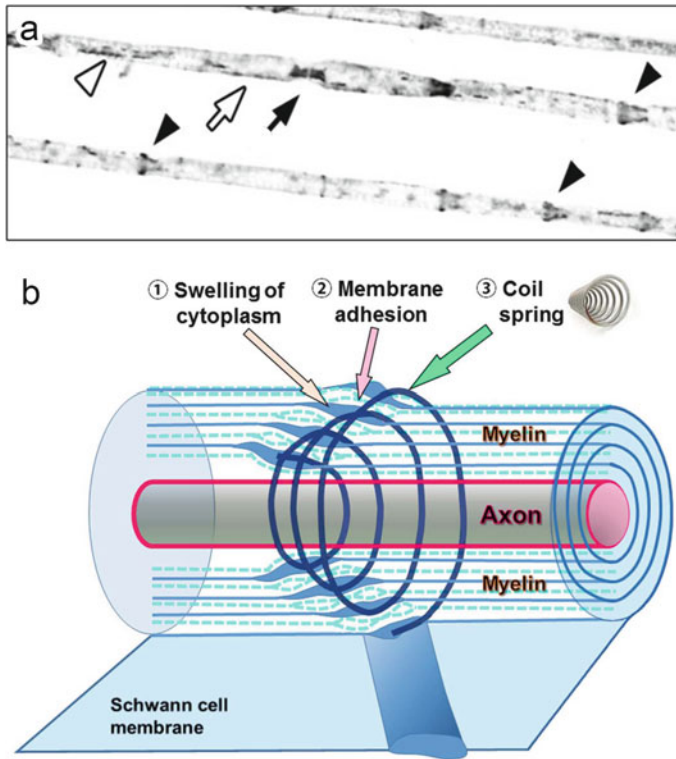 a
b
① Swelling of
cytoplasm
② Membrane
adhesion
③ Coil
spring
Myelin
Axon
Myelin
Schwann cell
membrane